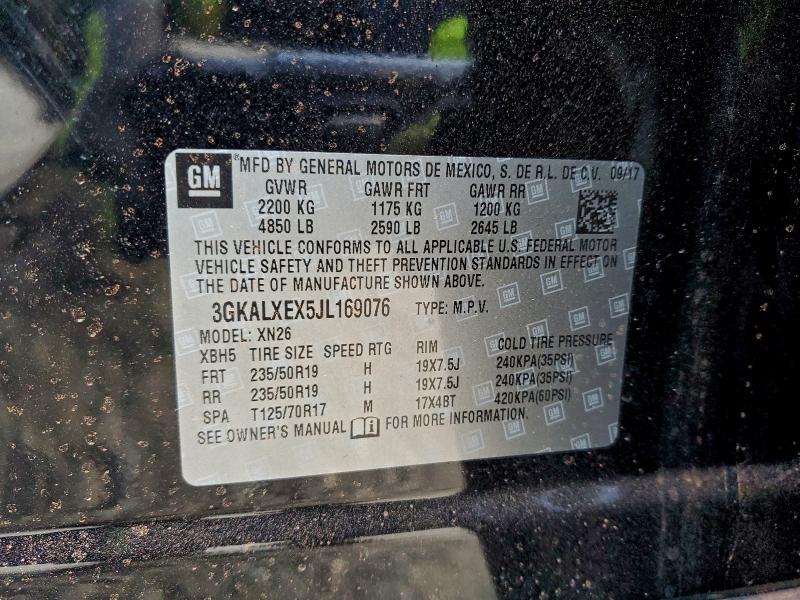 GM
®MFD BY GENERAL MOTORS DE MEXICO, S. DE R.L. DE C.V. 09/17
GVWR GAWR FRT GAWR RR
2200 KG 1175 KG 1200 KG
4850 LB 2590 LB 2645 LB
THIS VEHICLE CONFORMS TO ALL APPLICABLE U.S. FEDERAL MOTOR
VEHICLE SAFETY AND THEFT PREVENTION STANDARDS IN EFFECT ON
THE DATE OF MANUFACTURE SHOWN ABOVE.
3GKALXEX5JL169076 TYPE: M.P.V.
MODEL: XN26
XBH5 TIRE SIZE SPEED RTG RIM COLD TIRE PRESSURE
FRT 235/50R19 H 19X7.5J 240KPA(35PSI)
RR 235/50R19 H 19X7.5J 240KPA(35PSI)
SPA T125/70R17 M 17X4BT 420KPA(60PSI)
SEE OWNER'S MANUAL FOR MORE INFORMATION.